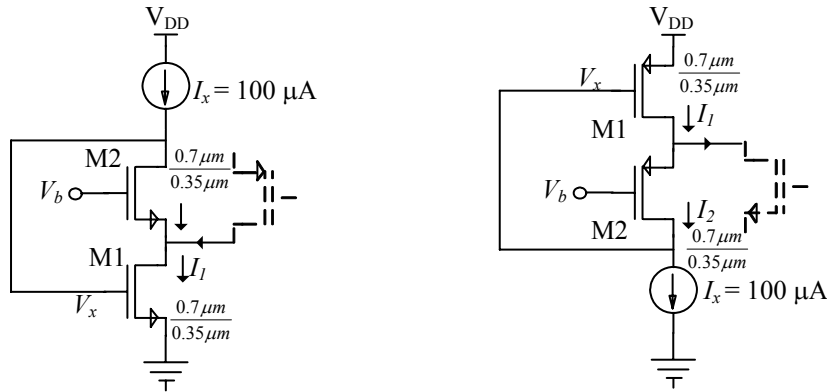 V_DD
I_x = 100 μA
M2
0.7μm
0.35μm
V_b
M1
I_1
V_x
0.7μm
0.35μm
V_DD
V_x
0.7μm
0.35μm
M1
I_1
V_b
I_2
M2
0.7μm
0.35μm
I_x = 100 μA